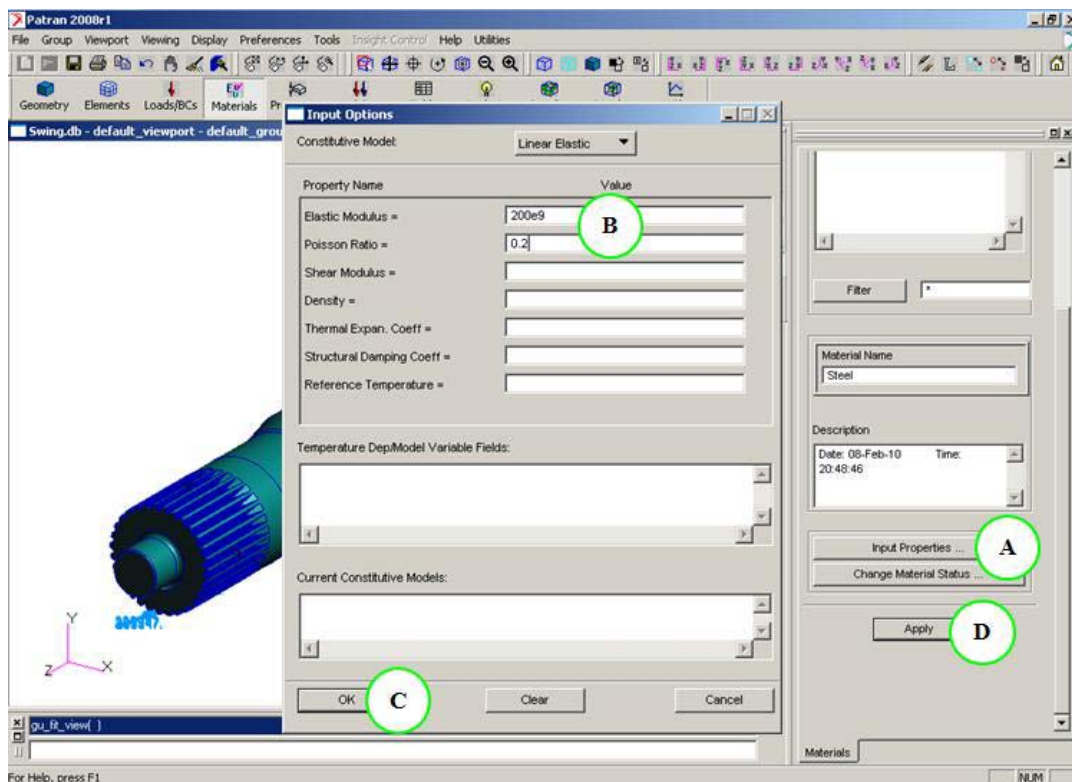 Patran 2008r1
File Group Viewport Viewing Display Preferences Tools Insight Control Help Utilities
Geometry Elements Loads/BCs Materials
Swing.db - default_viewport - default_grou
Input Options
Constitutive Model: Linear Elastic
Property Name Value
Elastic Modulus = 200e9
B
Poisson Ratio = 0.2
Shear Modulus =
Density =
Thermal Expan. Coeff =
Structural Damping Coeff =
Reference Temperature =
Temperature Dep/Model Variable Fields:
Current Constitutive Models:
OK C Clear Cancel
Filter *
Material Name
Steel
Description
Date: 08-Feb-10 Time:
20:48:46
Input Properties ... A
Change Material Status ...
Apply D
Y
Z X
gu_fit_view( )
Materials
For Help, press F1 NUM